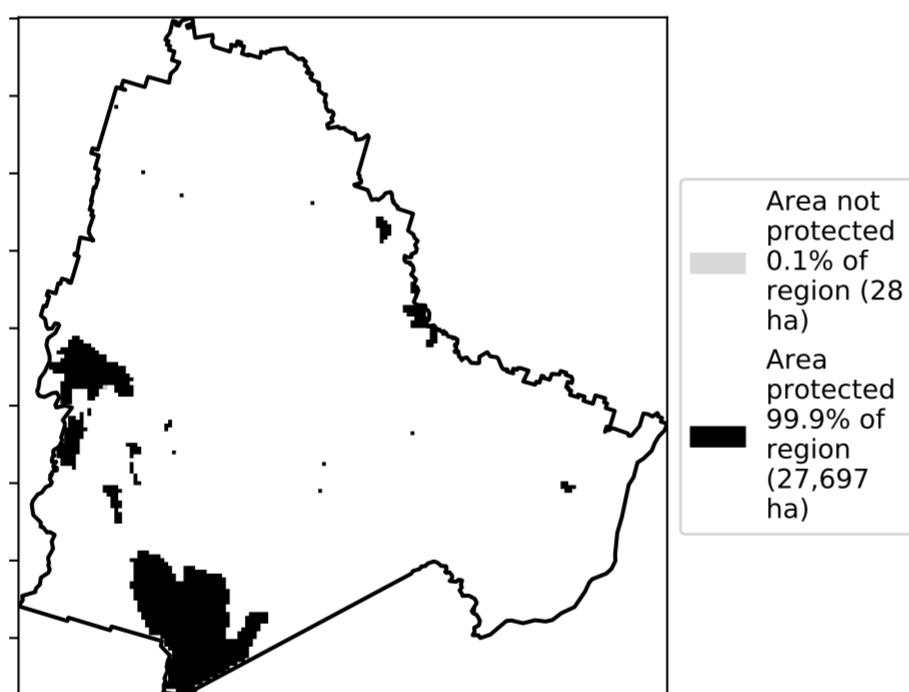 Area not
protected
0.1% of
region (28
ha)
Area
protected
99.9% of
region
(27,697
ha)